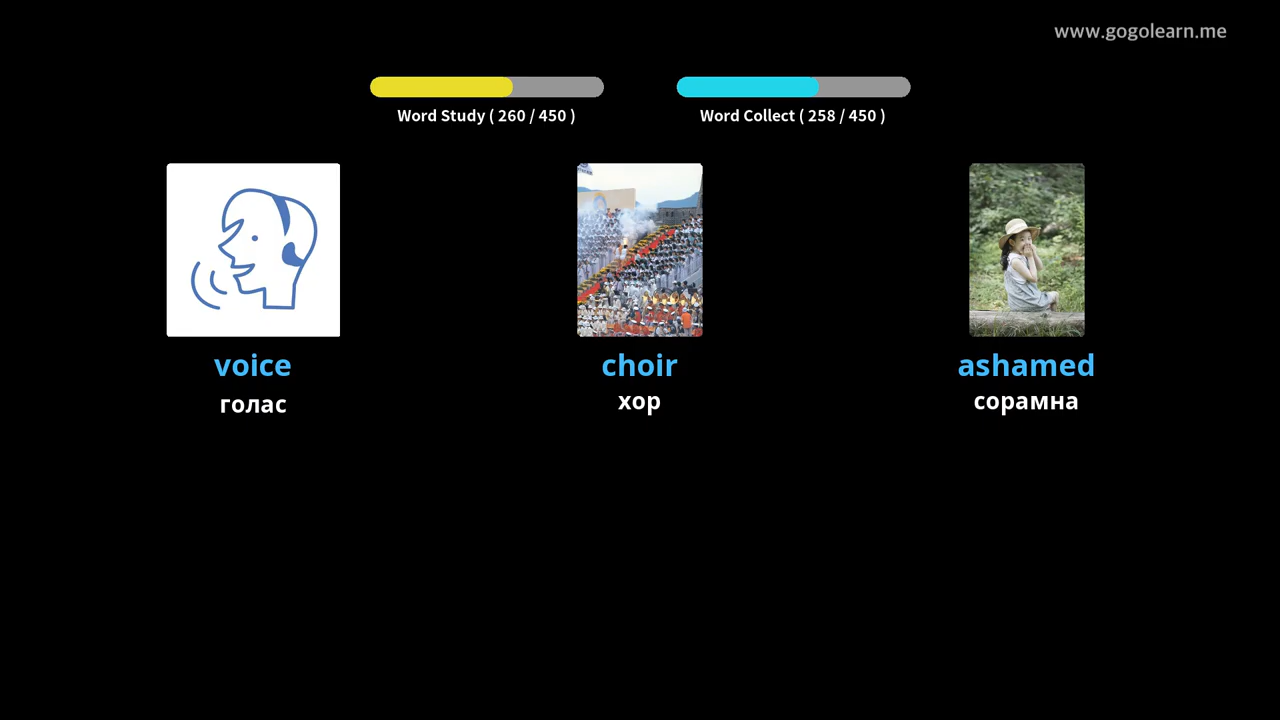 www.gogolearn.me
Word Study ( 260 / 450 )
Word Collect ( 258 / 450 )
voice
choir
ashamed
голас
хор
сорамна